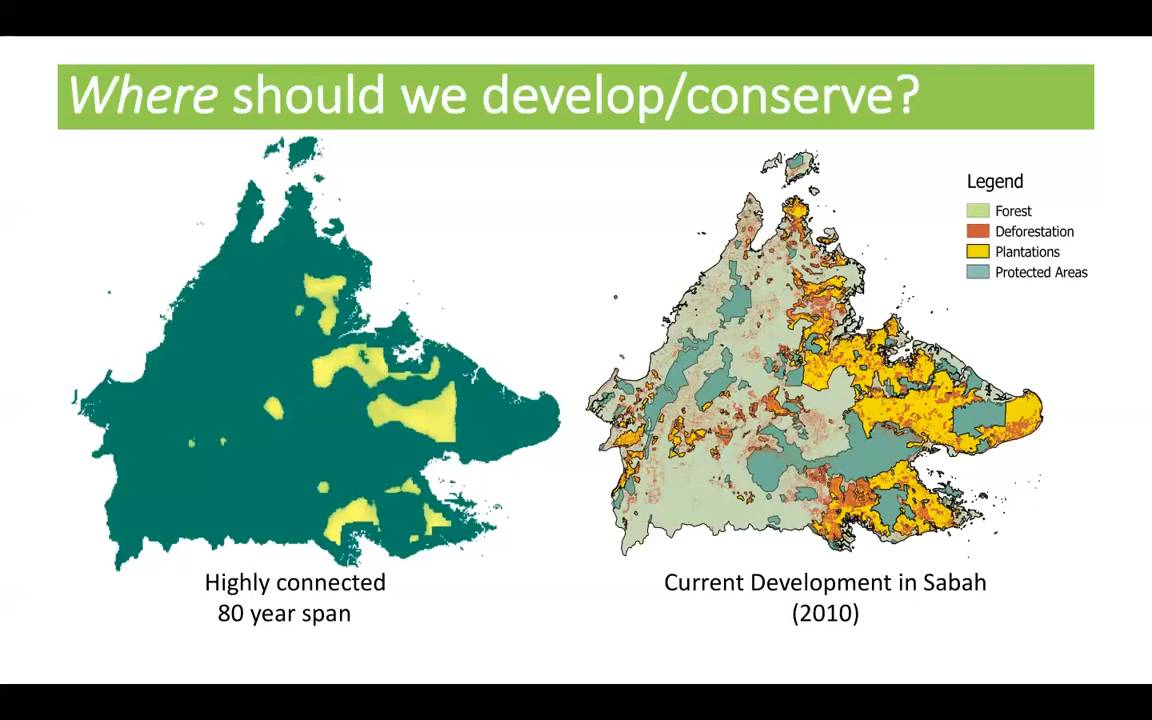 Where should we develop/conserve?
Legend
Forest
Deforestation
Plantations
Protected Areas
Highly connected
80 year span
Current Development in Sabah
(2010)